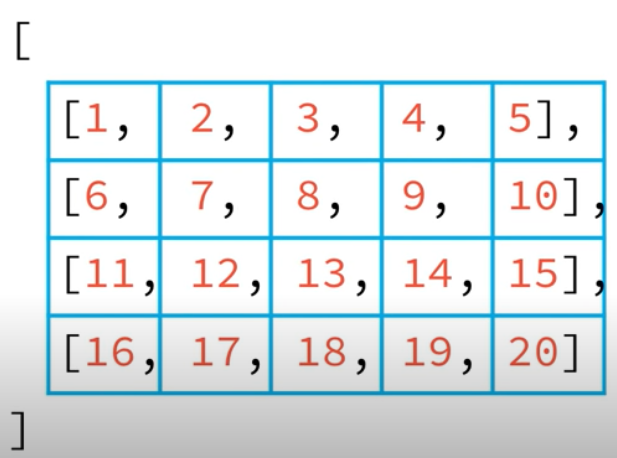 [
[1, 2, 3, 4, 5],
[6, 7, 8, 9, 10],
[11, 12, 13, 14, 15],
[16, 17, 18, 19, 20]
]